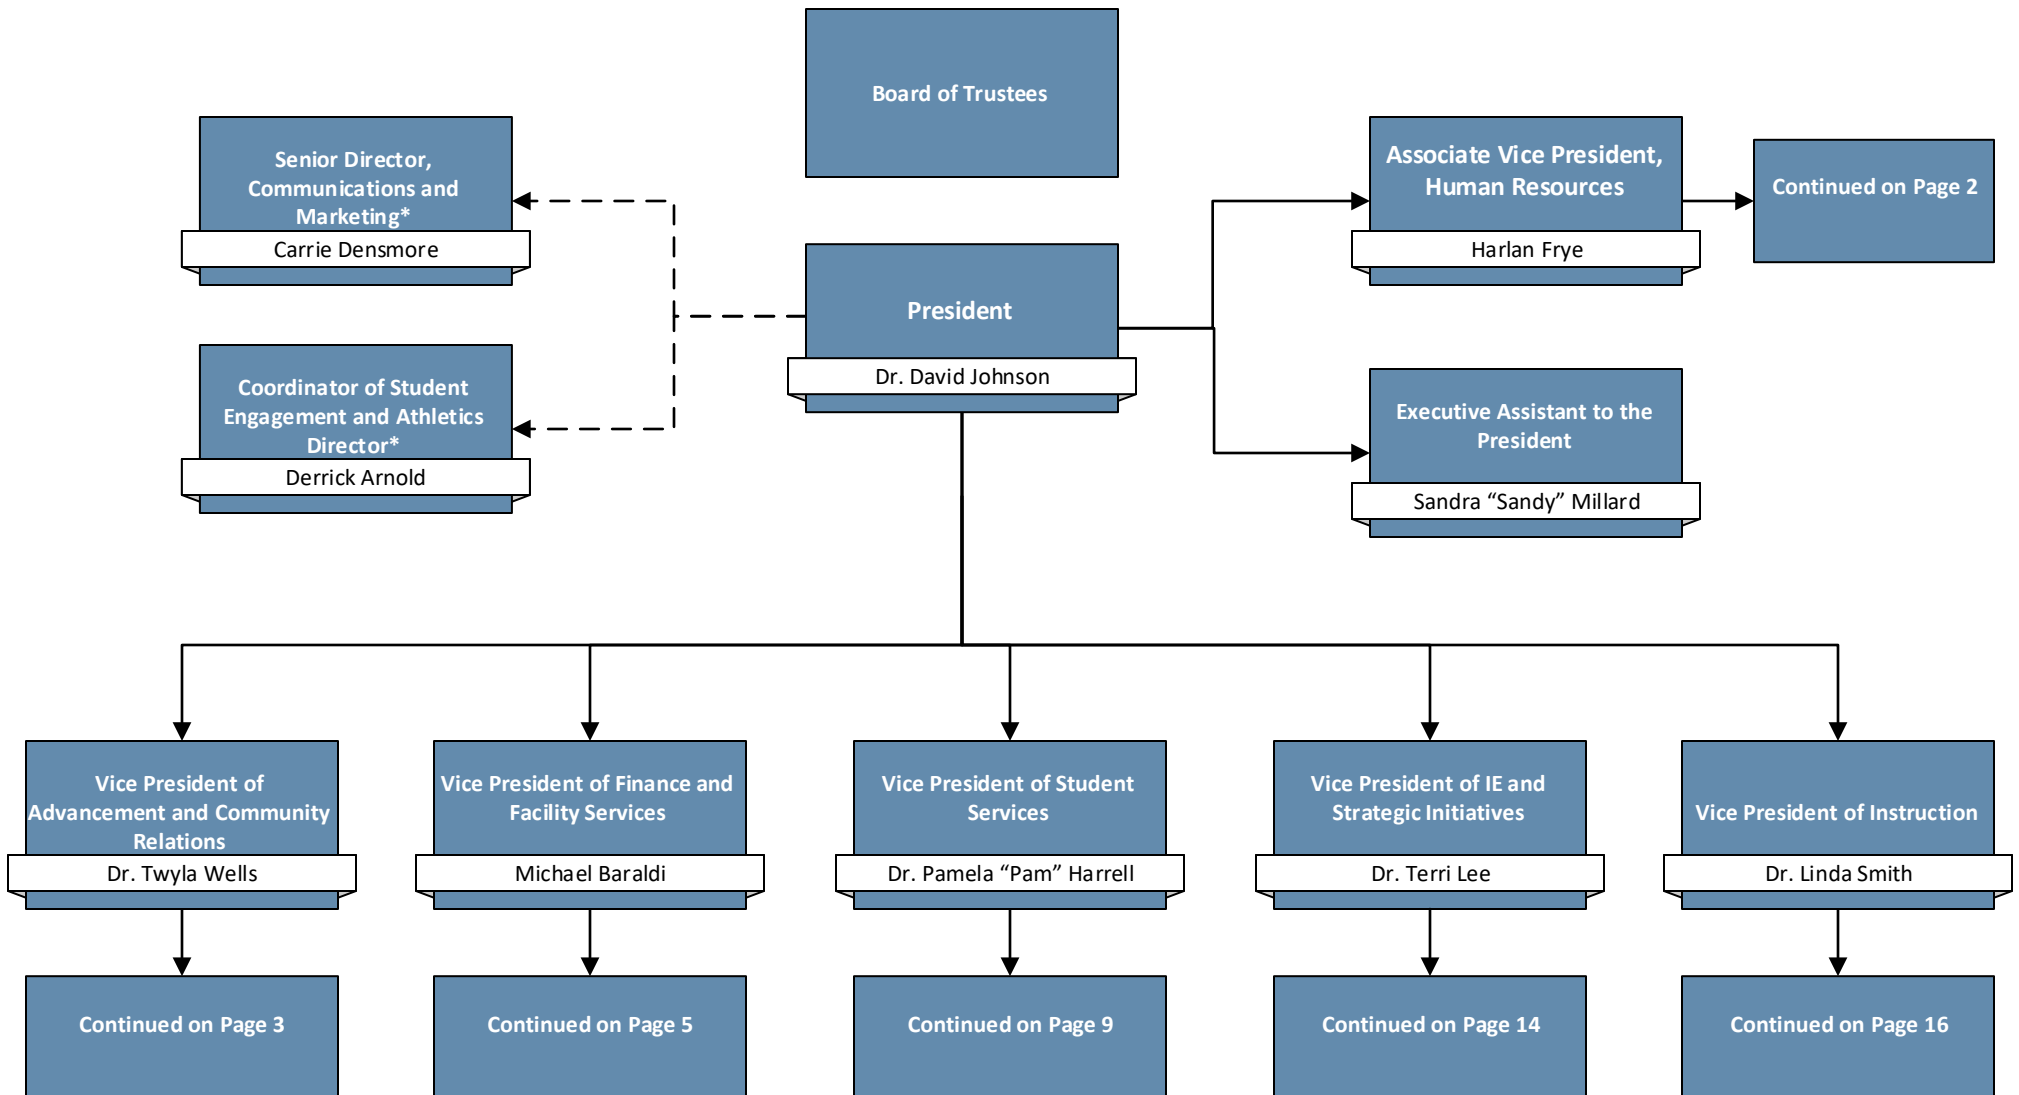 Board of Trustees
Senior Director,
Communications and
Marketing*
Carrie Densmore
Associate Vice President,
Human Resources
Harlan Frye
Continued on Page 2
President
Dr. David Johnson
Coordinator of Student
Engagement and Athletics
Director*
Derrick Arnold
Executive Assistant to the
President
Sandra “Sandy” Millard
Vice President of
Advancement and Community
Relations
Dr. Twyla Wells
Vice President of Finance and
Facility Services
Michael Baraldi
Vice President of Student
Services
Dr. Pamela “Pam” Harrell
Vice President of IE and
Strategic Initiatives
Dr. Terri Lee
Vice President of Instruction
Dr. Linda Smith
Continued on Page 3
Continued on Page 5
Continued on Page 9
Continued on Page 14
Continued on Page 16